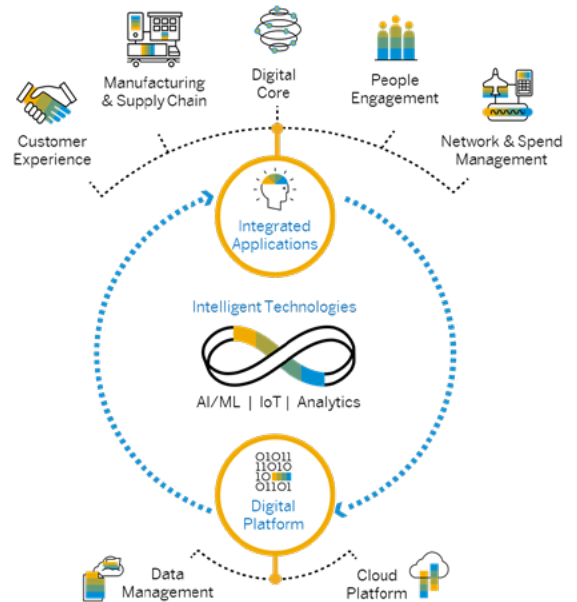 Digital
Core
Manufacturing
& Supply Chain
People
Engagement
Customer
Experience
Network & Spend
Management
Integrated
Applications
Intelligent Technologies
AI/ML | IoT | Analytics
01011
11010
10
01101
Digital
Platform
Data
Management
Cloud
Platform